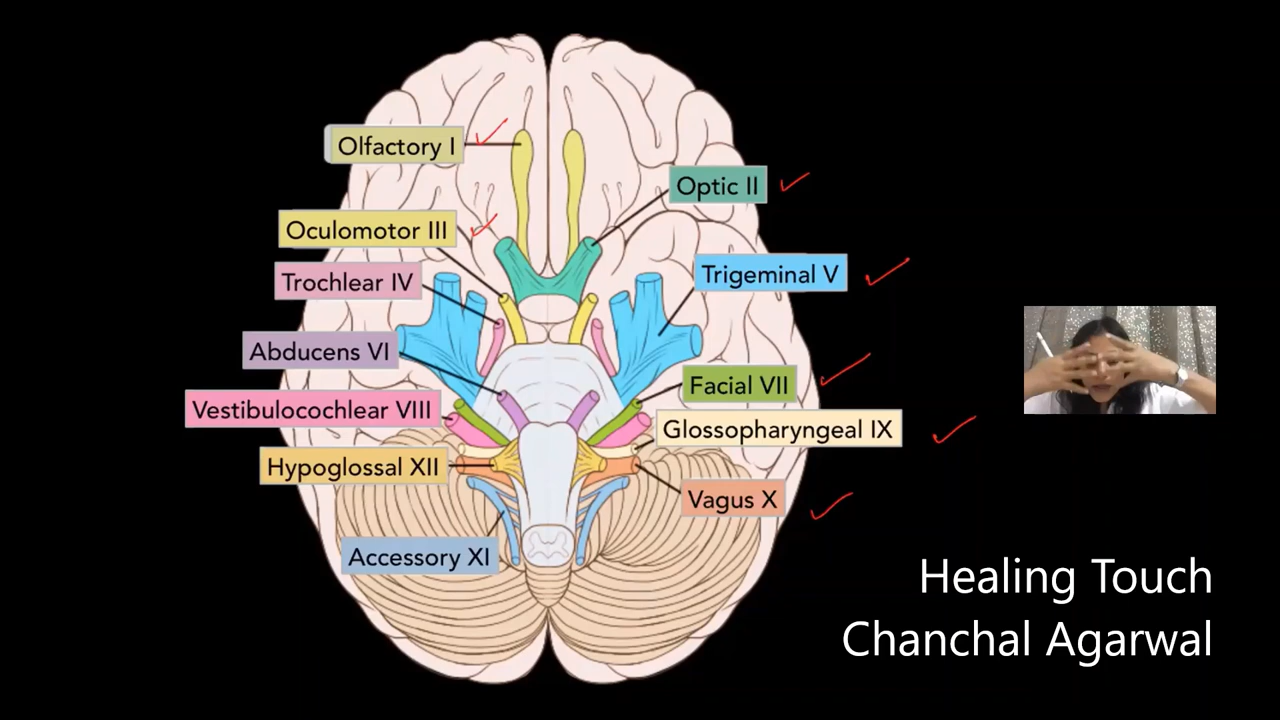 Olfactory I
Optic II
Oculomotor III
Trigeminal V
Trochlear IV
Abducens VI
Facial VII
Vestibulocochlear VIII
Glossopharyngeal IX
Hypoglossal XII
Vagus X
Accessory XI
Healing Touch
Chanchal Agarwal